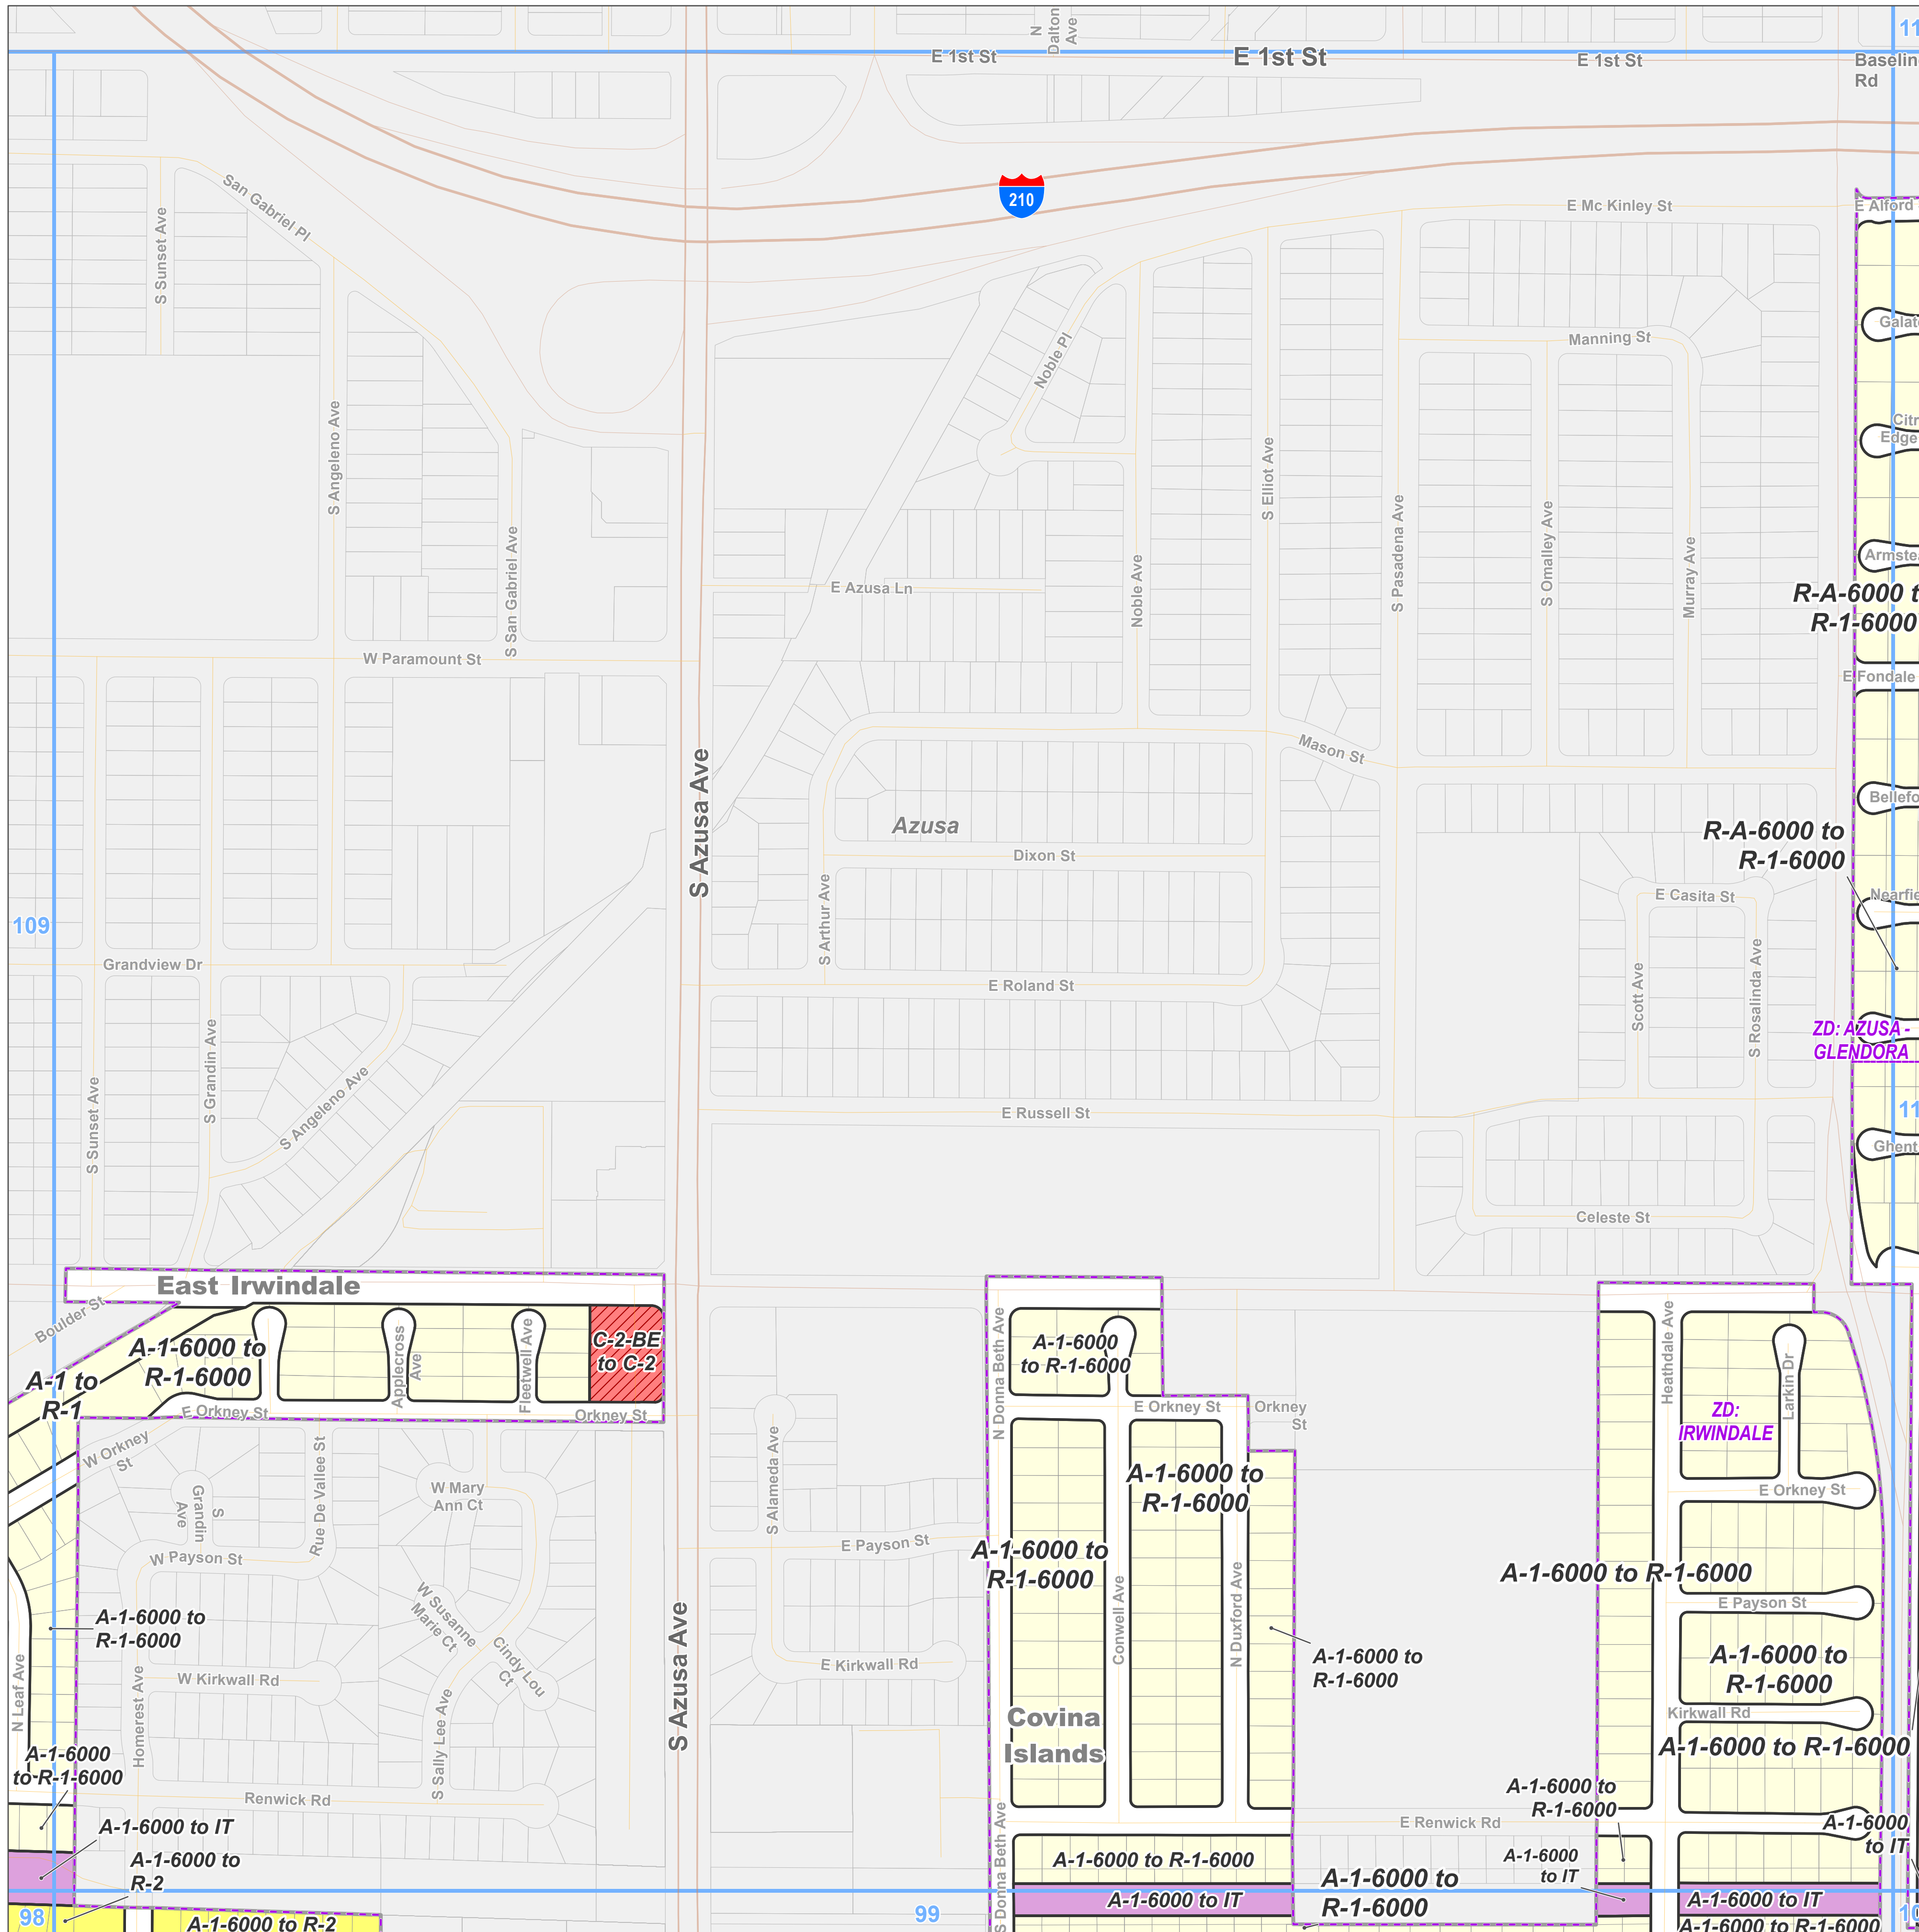 N
Dalton
Ave
11
E 1st St
E 1st St
E 1st St
Baselin
Rd
210
San Gabriel Pl
S Sunset Ave
E Mc Kinley St
E Alford
Galat
Manning St
Noble Pl
Citr
Edge
S Angeleno Ave
S Elliot Ave
S Pasadena Ave
S Omalley Ave
Murray Ave
S San Gabriel Ave
Noble Ave
Armste
E Azusa Ln
R-A-6000 t
R-1-6000
W Paramount St
E Fondale
S Azusa Ave
Mason St
Bellefo
Azusa
R-A-6000 to
R-1-6000
Dixon St
E Casita St
Nearfie
109
S Arthur Ave
Grandview Dr
E Roland St
Scott Ave
S Rosalinda Ave
ZD: AZUSA -
GLENDORA
S Sunset Ave
S Grandin Ave
S Angeleno Ave
E Russell St
11
Ghent
Celeste St
East Irwindale
Boulder St
A-1-6000 to
R-1-6000
Applecross
Ave
Fleetwell Ave
C-2-BE
to C-2
A-1 to
R-1
E Orkney St
Orkney St
N Donna Beth Ave
A-1-6000
to R-1-6000
E Orkney St
Orkney
St
Heathdale Ave
Larkin Dr
ZD:
IRWINDALE
W Orkney
St
S
Grandin
Ave
Rue De Vallee St
W Mary
Ann Ct
S Alameda Ave
A-1-6000 to
R-1-6000
E Orkney St
W Payson St
E Payson St
A-1-6000 to
R-1-6000
A-1-6000 to R-1-6000
E Payson St
A-1-6000 to
R-1-6000
W Susanne
Marie Ct
Cindy Lou
Ct
Conwell Ave
N Duxford Ave
A-1-6000 to
R-1-6000
A-1-6000 to
R-1-6000
N Leaf Ave
Homerest Ave
W Kirkwall Rd
S Sally Lee Ave
S Azusa Ave
E Kirkwall Rd
Covina
Islands
Kirkwall Rd
A-1-6000 to R-1-6000
A-1-6000
to R-1-6000
Renwick Rd
A-1-6000 to
R-1-6000
E Renwick Rd
A-1-6000
to IT
A-1-6000 to IT
A-1-6000 to
R-2
S Donna Beth Ave
A-1-6000 to R-1-6000
A-1-6000
to IT
A-1-6000 to IT
A-1-6000 to
R-1-6000
A-1-6000 to IT
98
A-1-6000 to R-2
99
A-1-6000 to R-1-6000
10